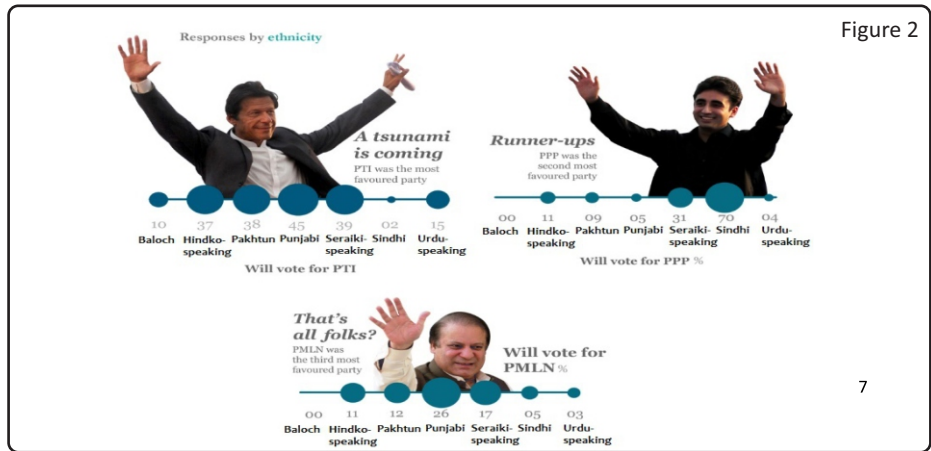 Figure 2
Responses by ethnicity
A tsunami
is coming
PTI was the most
favoured party
10 37 38 45 39 02 15
Baloch Hindko- Pakhtun Punjabi Seraiki- Sindhi Urdu-
speaking speaking speaking
Will vote for PTI
Runner-ups
PPP was the
second most
favoured party
00 11 09 05 31 70 04
Baloch Hindko- Pakhtun Punjabi Seraiki- Sindhi Urdu-
speaking speaking speaking
Will vote for PPP %
That's
all folks?
PMLN was
the third most
favoured party
Will vote for
PMLN %
00 11 12 26 17 05 03
Baloch Hindko- Pakhtun Punjabi Seraiki- Sindhi Urdu-
speaking speaking speaking
7